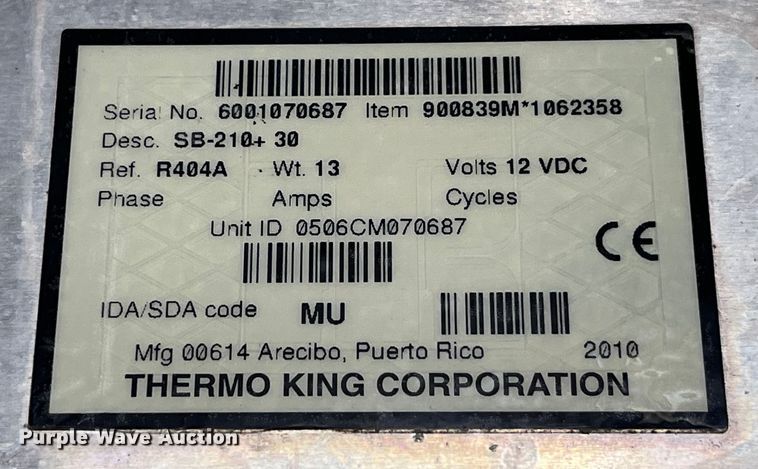 Serial No. 6001070687 Item 900839M*1062358
Desc. SB-210+ 30
Ref. R404A Wt. 13 Volts 12 VDC
Phase Amps Cycles
Unit ID 0506CM070687
CE
IDA/SDA code MU
Mfg 00614 Arecibo, Puerto Rico 2010
THERMO KING CORPORATION
Purple Wave Auction